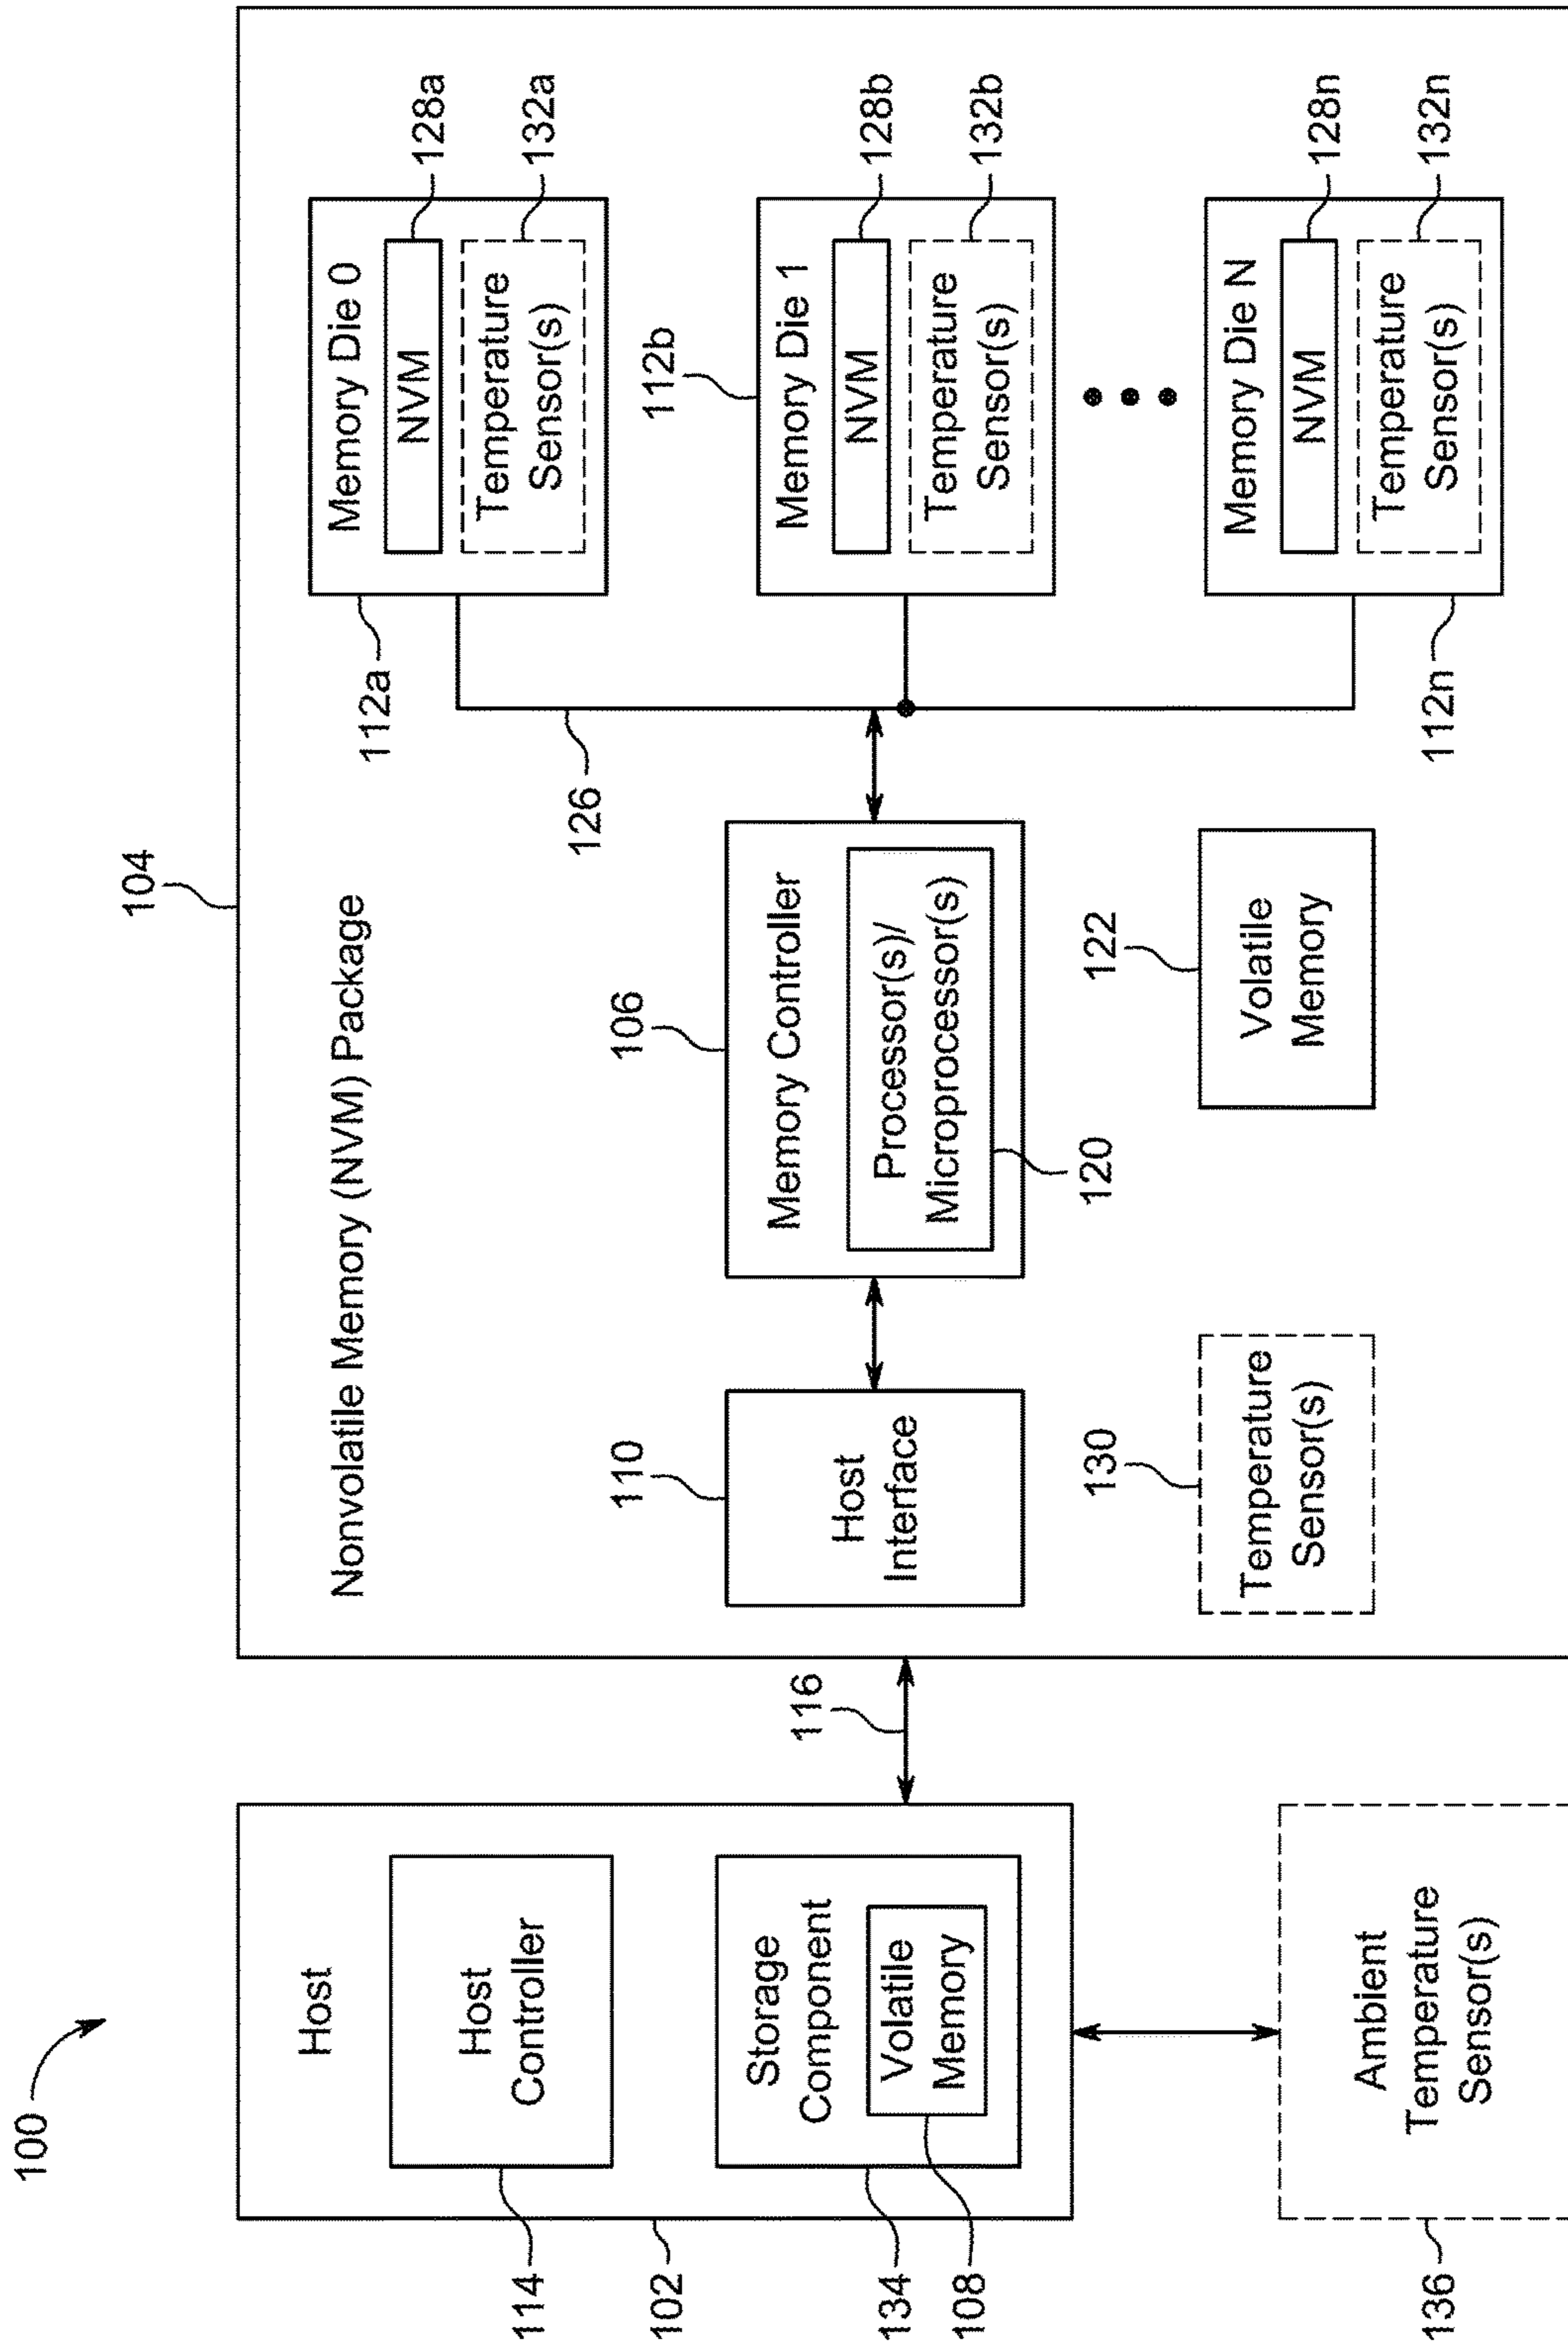 100
104
Host
Host
Controller
114
102
Storage
Component
Volatile
Memory
134
108
116
Ambient
Temperature
Sensor(s)
136
Nonvolatile Memory (NVM) Package
110
Host
Interface
106
Memory Controller
Processor(s)/
Microprocessor(s)
120
130
Temperature
Sensor(s)
122
Volatile
Memory
126
112a
Memory Die 0
NVM
128a
Temperature
Sensor(s)
132a
112b
Memory Die 1
NVM
128b
Temperature
Sensor(s)
132b
Memory Die N
NVM
128n
Temperature
Sensor(s)
132n
112n